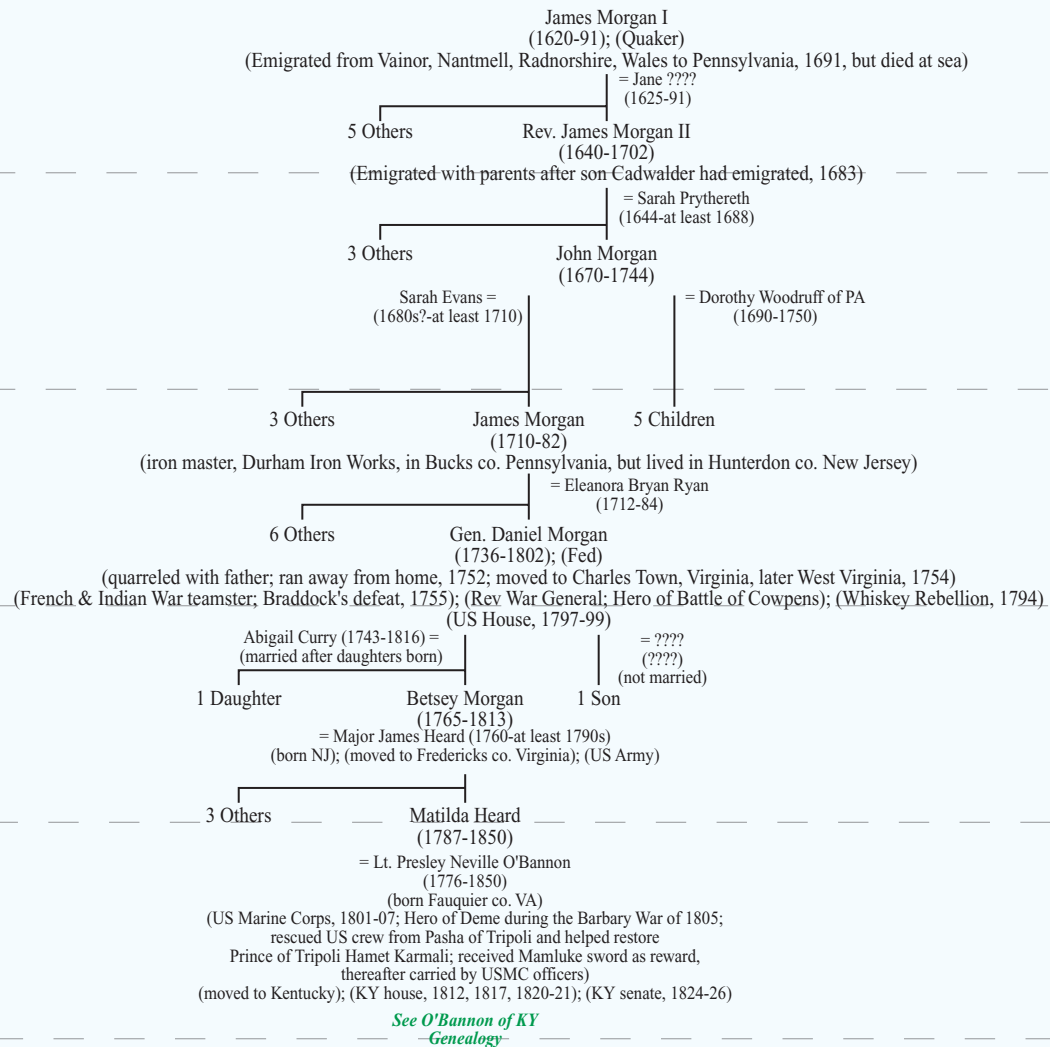 James Morgan I
(1620-91); (Quaker)
(Emigrated from Vainor, Nantmell, Radnorshire, Wales to Pennsylvania, 1691, but died at sea)
= Jane ????
(1625-91)
5 Others
Rev. James Morgan II
(1640-1702)
(Emigrated with parents after son Cadwalder had emigrated, 1683)
= Sarah Prythereth
(1644-at least 1688)
3 Others
John Morgan
(1670-1744)
Sarah Evans =
(1680s?-at least 1710)
= Dorothy Woodruff of PA
(1690-1750)
3 Others
James Morgan
(1710-82)
5 Children
(iron master, Durham Iron Works, in Bucks co. Pennsylvania, but lived in Hunterdon co. New Jersey)
= Eleanora Bryan Ryan
(1712-84)
6 Others
Gen. Daniel Morgan
(1736-1802); (Fed)
(quarreled with father; ran away from home, 1752; moved to Charles Town, Virginia, later West Virginia, 1754)
(French & Indian War teamster; Braddock's defeat, 1755); (Rev War General; Hero of Battle of Cowpens); (Whiskey Rebellion, 1794)
(US House, 1797-99)
Abigail Curry (1743-1816) =
(married after daughters born)
= ????
(????)
(not married)
1 Daughter
Betsey Morgan
(1765-1813)
1 Son
= Major James Heard (1760-at least 1790s)
(born NJ); (moved to Fredericks co. Virginia); (US Army)
3 Others
Matilda Heard
(1787-1850)
= Lt. Presley Neville O'Bannon
(1776-1850)
(born Fauquier co. VA)
(US Marine Corps, 1801-07; Hero of Deme during the Barbary War of 1805;
rescued US crew from Pasha of Tripoli and helped restore
Prince of Tripoli Hamet Karmali; received Mamluke sword as reward,
thereafter carried by USMC officers)
(moved to Kentucky); (KY house, 1812, 1817, 1820-21); (KY senate, 1824-26)
See O'Bannon of KY
Genealogy